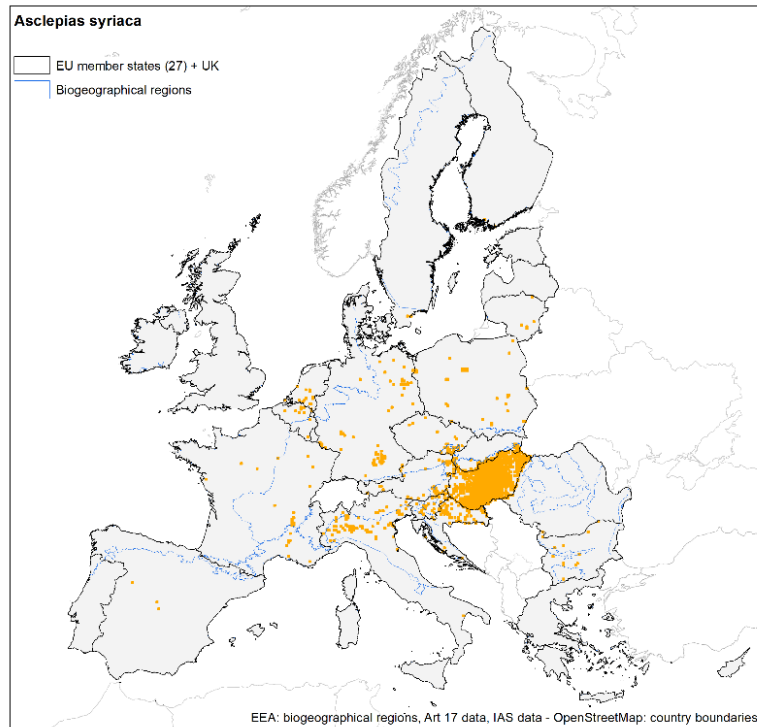 Asclepias syriaca
EU member states (27) + UK
Biogeographical regions
EEA: biogeographical regions, Art 17 data, IAS data - OpenStreetMap: country boundaries